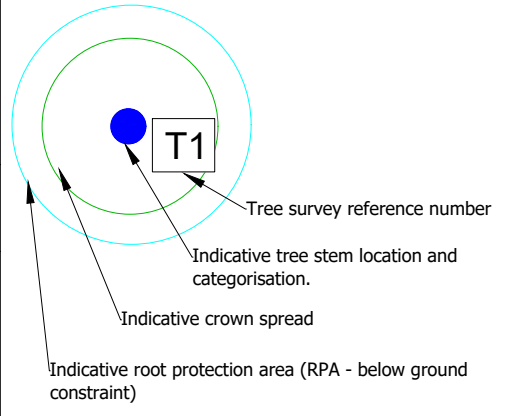 T1
Tree survey reference number
Indicative tree stem location and
categorisation.
Indicative crown spread
Indicative root protection area (RPA - below ground
constraint)